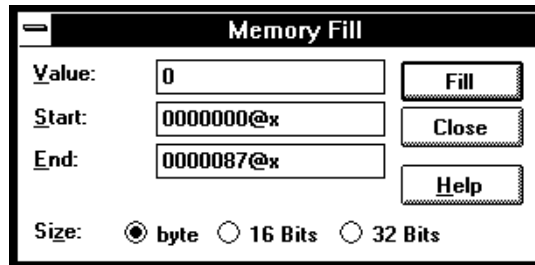 Memory Fill
Value: 0 Fill
Start: 0000000@x Close
End: 0000087@x
Help
Size: byte 16 Bits 32 Bits